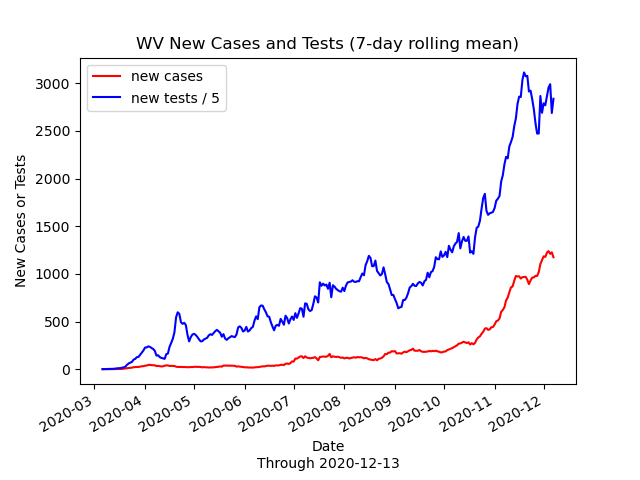 WV New Cases and Tests (7-day rolling mean)
new cases
new tests / 5
New Cases or Tests
3000
2500
2000
1500
1000
500
0
2020-03
2020-04
2020-05
2020-06
2020-07
2020-08
2020-09
2020-10
2020-11
2020-12
Date
Through 2020-12-13